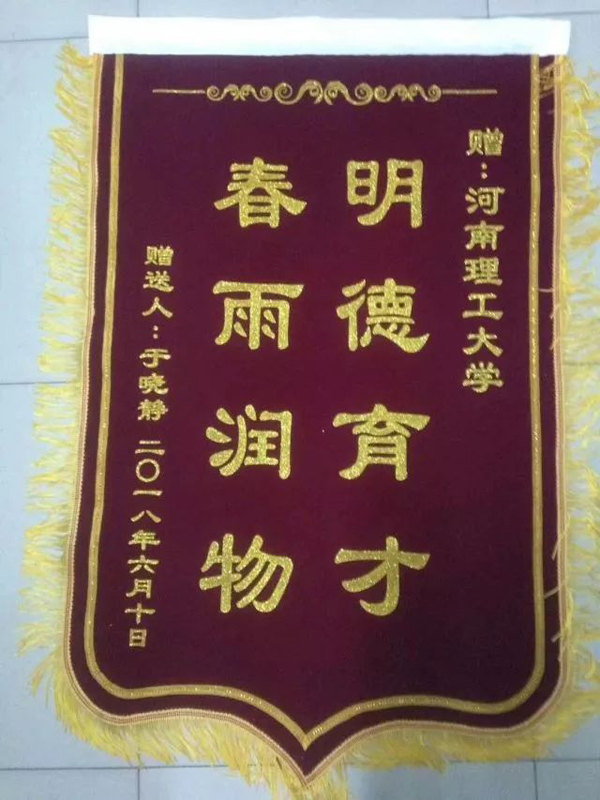 赠：河南理工大学
明德育才
春雨润物
赠送人：于晓静 二〇一八年六月十日